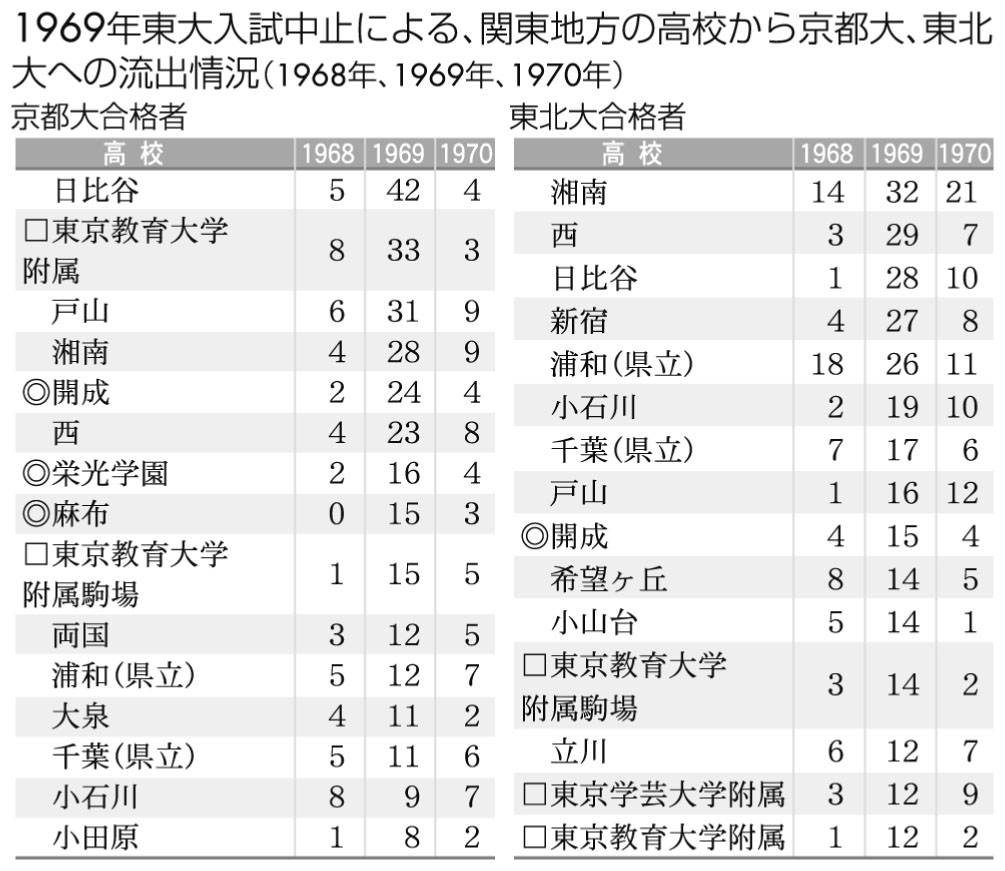 1969年東大入試中止による、関東地方の高校から京都大、東北
大への流出情況（1968年、1969年、1970年）
京都大合格者
高校 1968 1969 1970
日比谷 5 42 4
□東京教育大学
附属 8 33 3
戸山 6 31 9
湘南 4 28 9
◎開成 2 24 4
西 4 23 8
◎栄光学園 2 16 4
◎麻布 0 15 3
□東京教育大学
附属駒場 1 15 5
両国 3 12 5
浦和（県立） 5 12 7
大泉 4 11 2
千葉（県立） 5 11 6
小石川 8 9 7
小田原 1 8 2
東北大合格者
高校 1968 1969 1970
湘南 14 32 21
西 3 29 7
日比谷 1 28 10
新宿 4 27 8
浦和（県立） 18 26 11
小石川 2 19 10
千葉（県立） 7 17 6
戸山 1 16 12
◎開成 4 15 4
希望ヶ丘 8 14 5
小山台 5 14 1
□東京教育大学
附属駒場 3 14 2
立川 6 12 7
□東京学芸大学附属 3 12 9
□東京教育大学附属 1 12 2